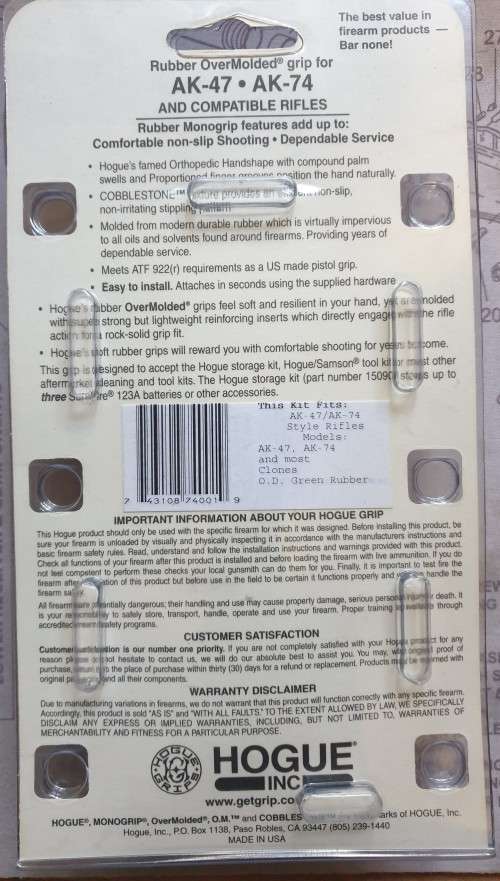 The best value in
firearm products —
Bar none!
Rubber OverMolded® grip for
AK-47 • AK-74
AND COMPATIBLE RIFLES
Rubber Monogrip features add up to:
Comfortable non-slip Shooting • Dependable Service
• Hogue's famed Orthopedic Handshape with compound palm
swells and Proportioned finger grooves position the hand naturally.
• COBBLESTONE™ texture provides an efficient non-slip,
non-irritating stippling pattern
• Molded from modern durable rubber which is virtually impervious
to all oils and solvents found around firearms. Providing years of
dependable service.
• Meets ATF 922(r) requirements as a US made pistol grip.
• Easy to install. Attaches in seconds using the supplied hardware
• Hogue's rubber OverMolded® grips feel soft and resilient in your hand, yet are molded
with super strong but lightweight reinforcing inserts which directly engage with the rifle
action for a rock-solid grip fit.
• Hogue's soft rubber grips will reward you with comfortable shooting for years to come.
This grip is designed to accept the Hogue storage kit, Hogue/Samson® tool kit or most other
aftermarket cleaning and tool kits. The Hogue storage kit (part number 15090) stores up to
three SureFire® 123A batteries or other accessories.
This Kit Fits:
AK-47/AK-74
Style Rifles
Models:
AK-47, AK-74
and most
Clones
O.D. Green Rubber
7 43108 74001 9
IMPORTANT INFORMATION ABOUT YOUR HOGUE GRIP
This Hogue product should only be used with the specific firearm for which it was designed. Before installing this product, be
sure your firearm is unloaded by visually and physically inspecting it in accordance with the manufacturers instructions and
basic firearm safety rules. Read, understand and follow the installation instructions and warnings provided with this product.
Check all functions of your firearm after this product is installed and before loading the firearm with live ammunition. If you do
not feel competent to perform these checks your local gunsmith can do them for you. Finally, it is important to test fire the
firearm after of this product but before use in the field to be certain it functions properly and handle the
firearm safely.
All firearms are potentially dangerous; their handling and use may cause property damage, serious personal injury or death. It
is your responsibility to safely store, transport, handle, operate and use your firearm. Proper training is available through
accredited firearm safety programs.
CUSTOMER SATISFACTION
Customer satisfaction is our number one priority. If you are not completely satisfied with your Hogue product for any
reason please do not hesitate to contact us, we will do our absolute best to assist you. You may, with original proof of
purchase, return to the place of purchase within thirty (30) days for a refund or replacement. Products must be returned with
original packaging and all their components.
WARRANTY DISCLAIMER
Due to manufacturing variations in firearms, we do not warrant that this product will function correctly with any specific firearm.
Accordingly, this product is sold "AS IS" and "WITH ALL FAULTS." TO THE EXTENT ALLOWED BY LAW, WE SPECIFICALLY
DISCLAIM ANY EXPRESS OR IMPLIED WARRANTIES, INCLUDING, BUT NOT LIMITED TO, WARRANTIES OF
MERCHANTABILITY AND FITNESS FOR A PARTICULAR PURPOSE.
HOGUE GRIPS
HOGUE®
INC
www.getgrip.co
HOGUE®, MONOGRIP®, OverMolded®, O.M.™ and COBBLES of HOGUE, Inc.
Hogue, Inc., P.O. Box 1138, Paso Robles, CA 93447 (805) 239-1440
MADE IN USA